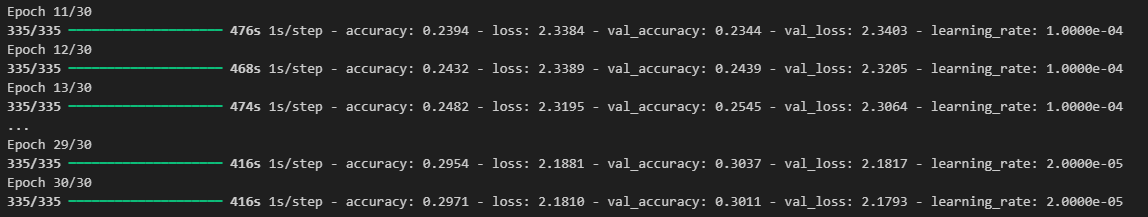 Epoch 11/30
335/335 ━━━━━━━━━━━━━━━━━━━━ 476s 1s/step - accuracy: 0.2394 - loss: 2.3384 - val_accuracy: 0.2344 - val_loss: 2.3403 - learning_rate: 1.0000e-04
Epoch 12/30
335/335 ━━━━━━━━━━━━━━━━━━━━ 468s 1s/step - accuracy: 0.2432 - loss: 2.3389 - val_accuracy: 0.2439 - val_loss: 2.3205 - learning_rate: 1.0000e-04
Epoch 13/30
335/335 ━━━━━━━━━━━━━━━━━━━━ 474s 1s/step - accuracy: 0.2482 - loss: 2.3195 - val_accuracy: 0.2545 - val_loss: 2.3064 - learning_rate: 1.0000e-04
...
Epoch 29/30
335/335 ━━━━━━━━━━━━━━━━━━━━ 416s 1s/step - accuracy: 0.2954 - loss: 2.1881 - val_accuracy: 0.3037 - val_loss: 2.1817 - learning_rate: 2.0000e-05
Epoch 30/30
335/335 ━━━━━━━━━━━━━━━━━━━━ 416s 1s/step - accuracy: 0.2971 - loss: 2.1810 - val_accuracy: 0.3011 - val_loss: 2.1793 - learning_rate: 2.0000e-05